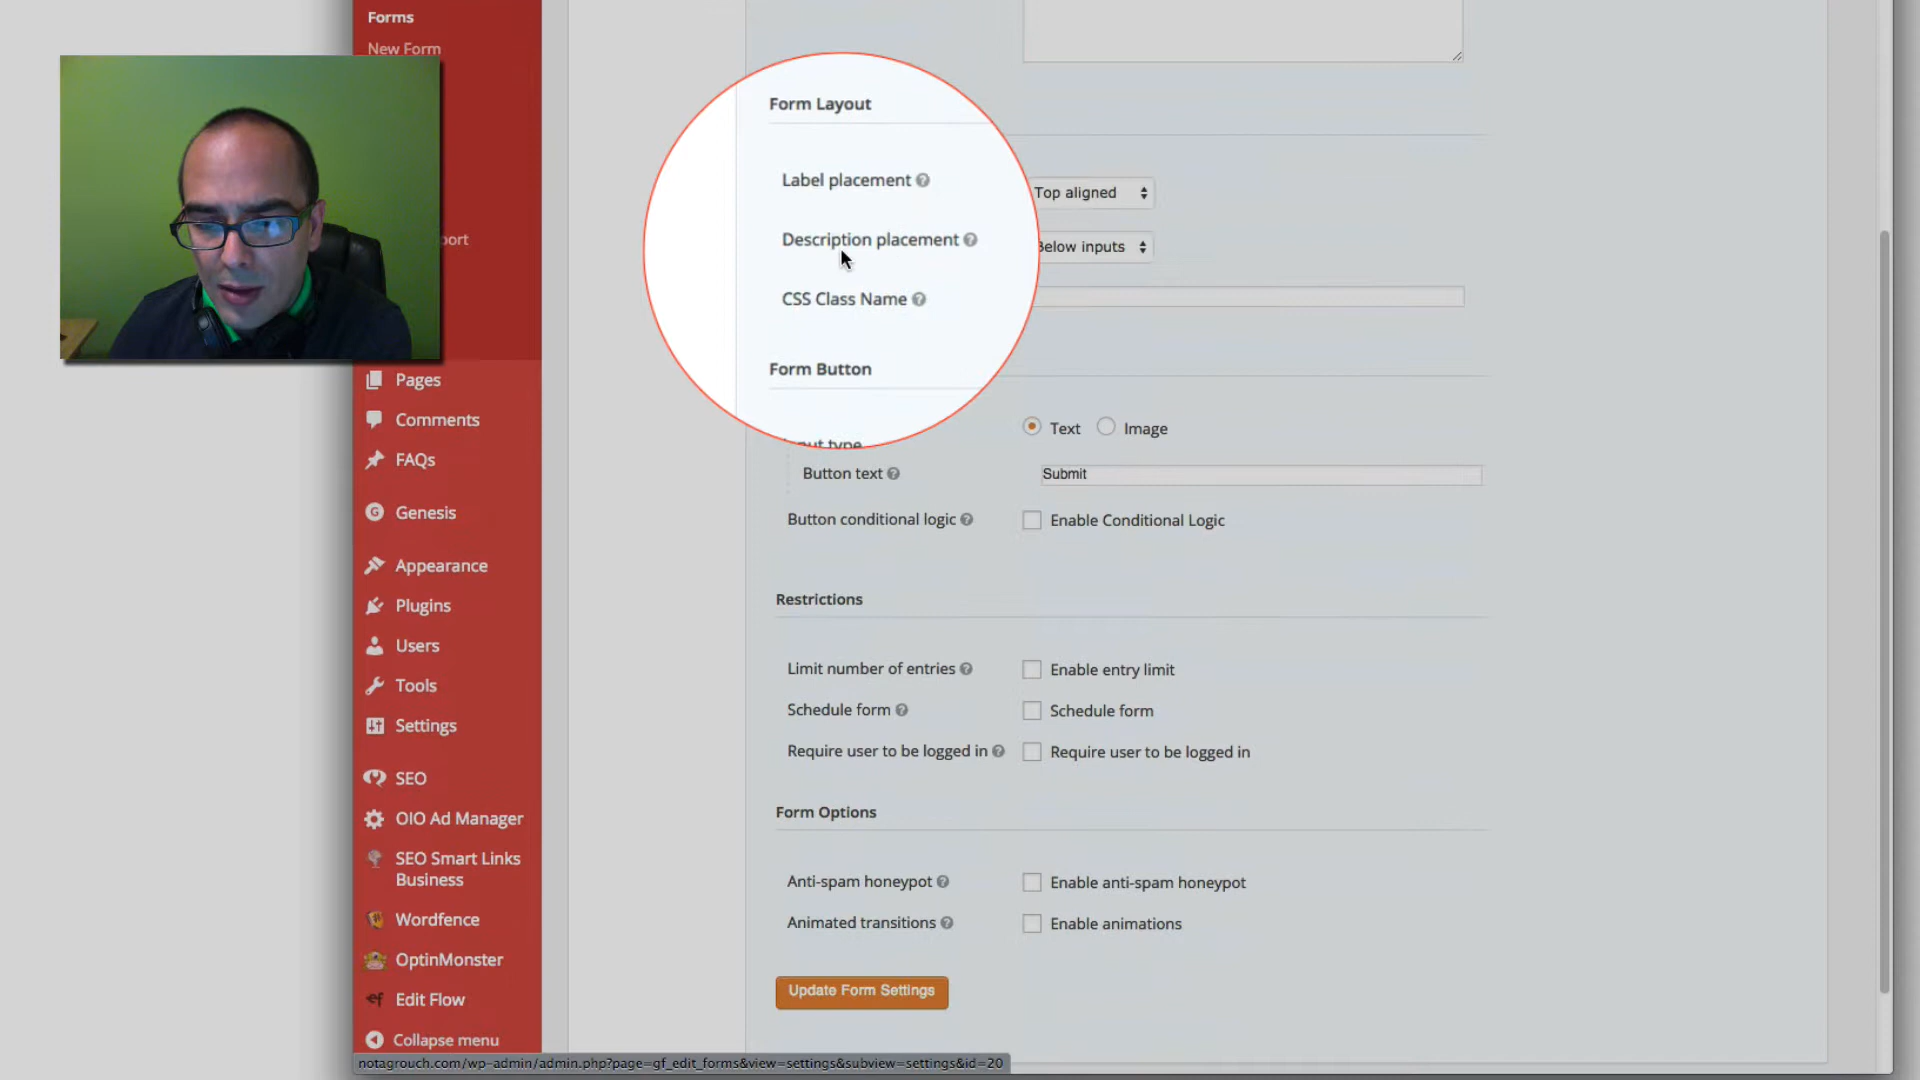 Forms
New Form
port
Pages
Comments
FAQs
Genesis
Appearance
Plugins
Users
Tools
Settings
SEO
OIO Ad Manager
SEO Smart Links
Business
Wordfence
OptinMonster
Edit Flow
Collapse menu
Form Layout
Label placement
Top aligned
Description placement
Below inputs
CSS Class Name
Form Button
Input type
Text
Image
Button text
Submit
Button conditional logic
Enable Conditional Logic
Restrictions
Limit number of entries
Enable entry limit
Schedule form
Schedule form
Require user to be logged in
Require user to be logged in
Form Options
Anti-spam honeypot
Enable anti-spam honeypot
Animated transitions
Enable animations
Update Form Settings
notagrouch.com/wp-admin/admin.php?page=gf_edit_forms&view=settings&subview=settings&id=20